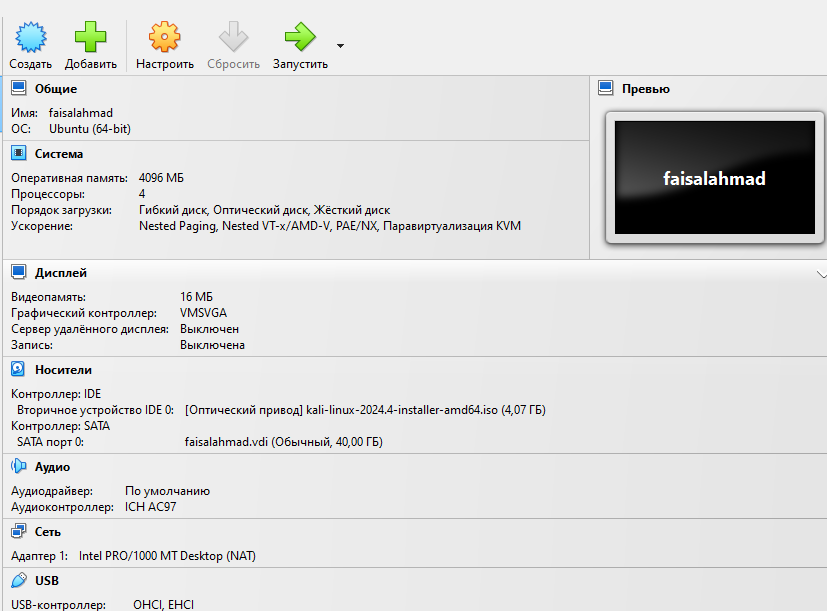 Создать Добавить Настроить Сбросить Запустить
Общие
Имя: faisalahmad
ОС: Ubuntu (64-bit)
Превью
faisalahmad
Система
Оперативная память: 4096 МБ
Процессоры: 4
Порядок загрузки: Гибкий диск, Оптический диск, Жёсткий диск
Ускорение: Nested Paging, Nested VT-x/AMD-V, PAE/NX, Паравиртуализация KVM
Дисплей
Видеопамять: 16 МБ
Графический контроллер: VMSVGA
Сервер удалённого дисплея: Выключен
Запись: Выключена
Носители
Контроллер: IDE
Вторичное устройство IDE 0: [Оптический привод] kali-linux-2024.4-installer-amd64.iso (4,07 ГБ)
Контроллер: SATA
SATA порт 0: faisalahmad.vdi (Обычный, 40,00 ГБ)
Аудио
Аудиодрайвер: По умолчанию
Аудиоконтроллер: ICH AC97
Сеть
Адаптер 1: Intel PRO/1000 MT Desktop (NAT)
USB
USB-контроллер: OHCI, EHCI